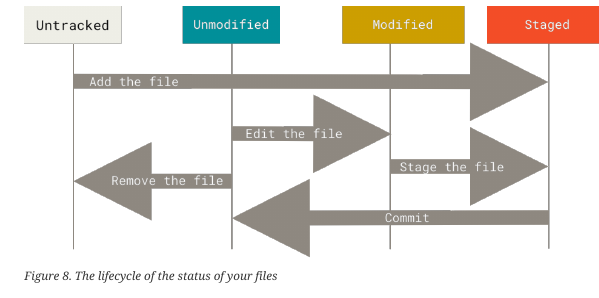 Untracked
Unmodified
Modified
Staged
Add the file
Edit the file
Stage the file
Remove the file
Commit
Figure 8. The lifecycle of the status of your files